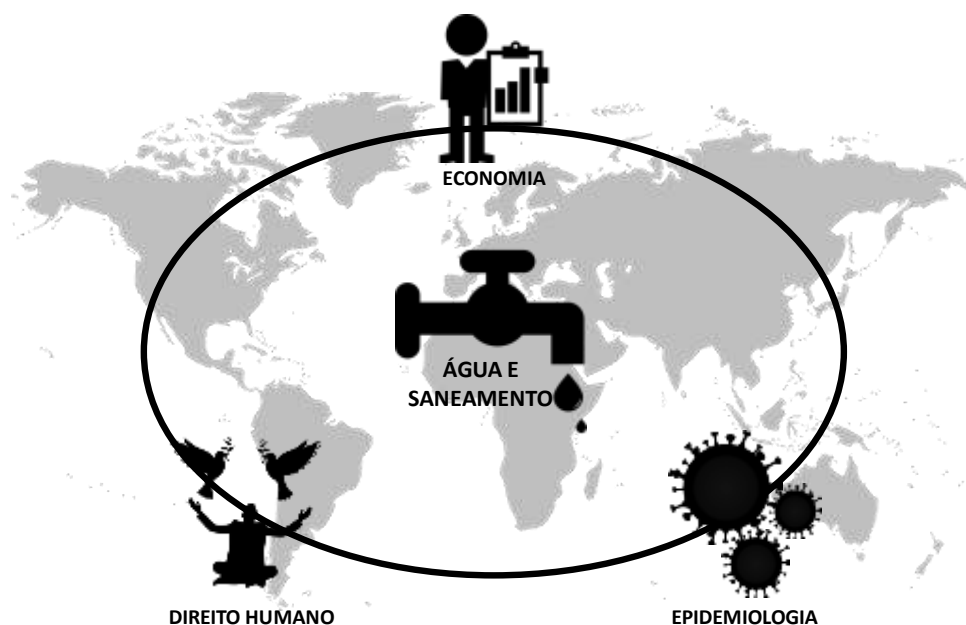 ECONOMIA
ÁGUA E
SANEAMENTO
DIREITO HUMANO
EPIDEMIOLOGIA